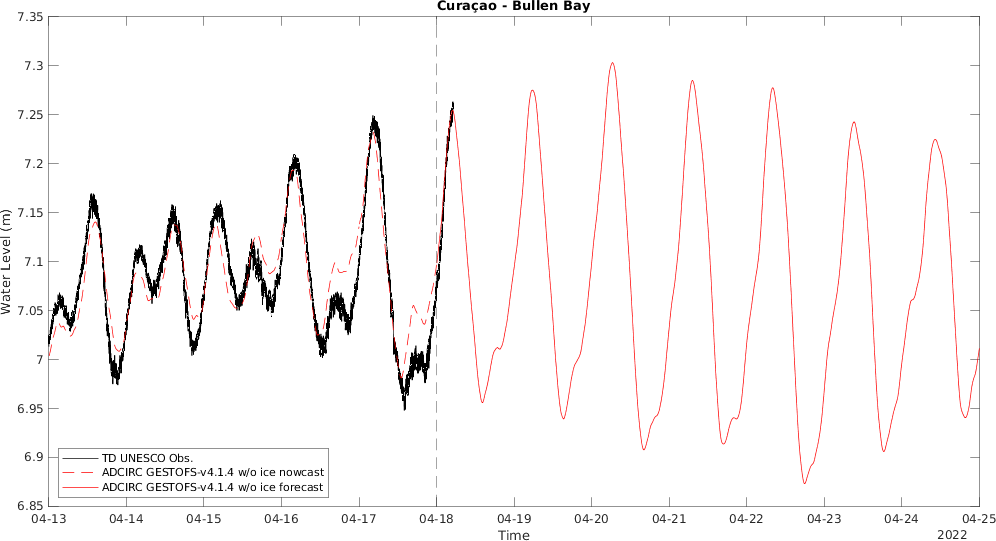 Curaçao - Bullen Bay
Water Level (m)
7.35
7.3
7.25
7.2
7.15
7.1
7.05
7
6.95
6.9
6.85
TD UNESCO Obs.
ADCIRC GESTOFS-v4.1.4 w/o ice nowcast
ADCIRC GESTOFS-v4.1.4 w/o ice forecast
04-13 04-14 04-15 04-16 04-17 04-18 04-19 04-20 04-21 04-22 04-23 04-24 04-25
Time
2022